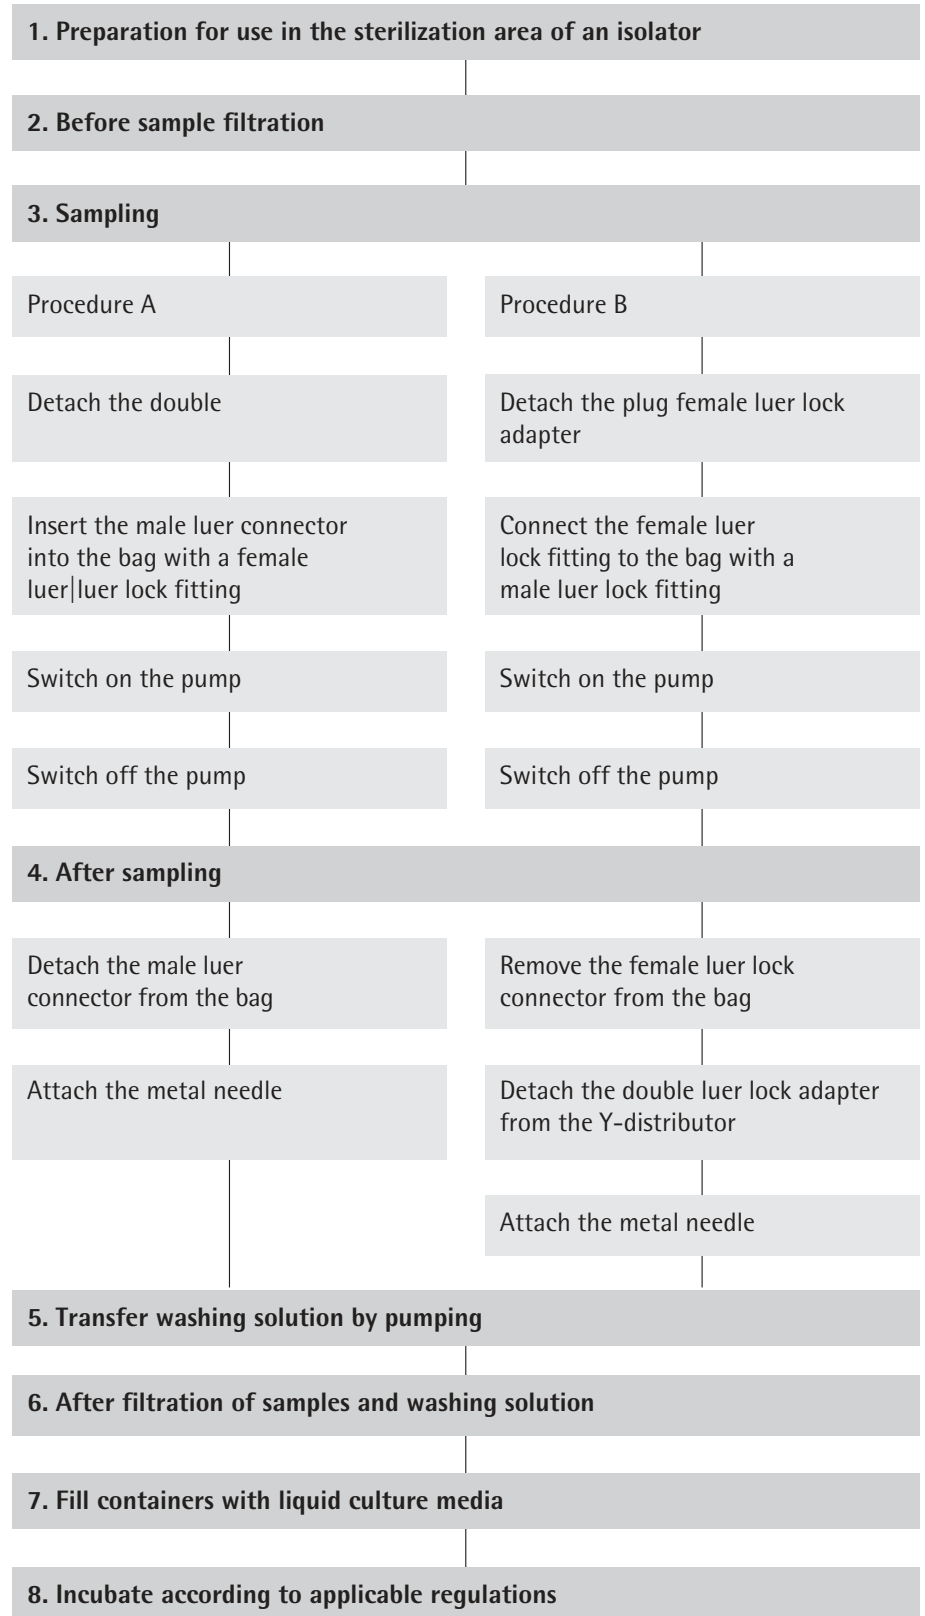 1. Preparation for use in the sterilization area of an isolator
2. Before sample filtration
3. Sampling
Procedure A
Detach the double
Insert the male luer connector
into the bag with a female
luer|luer lock fitting
Switch on the pump
Switch off the pump
Procedure B
Detach the plug female luer lock
adapter
Connect the female luer
lock fitting to the bag with a
male luer lock fitting
Switch on the pump
Switch off the pump
4. After sampling
Detach the male luer
connector from the bag
Attach the metal needle
Remove the female luer lock
connector from the bag
Detach the double luer lock adapter
from the Y-distributor
Attach the metal needle
5. Transfer washing solution by pumping
6. After filtration of samples and washing solution
7. Fill containers with liquid culture media
8. Incubate according to applicable regulations